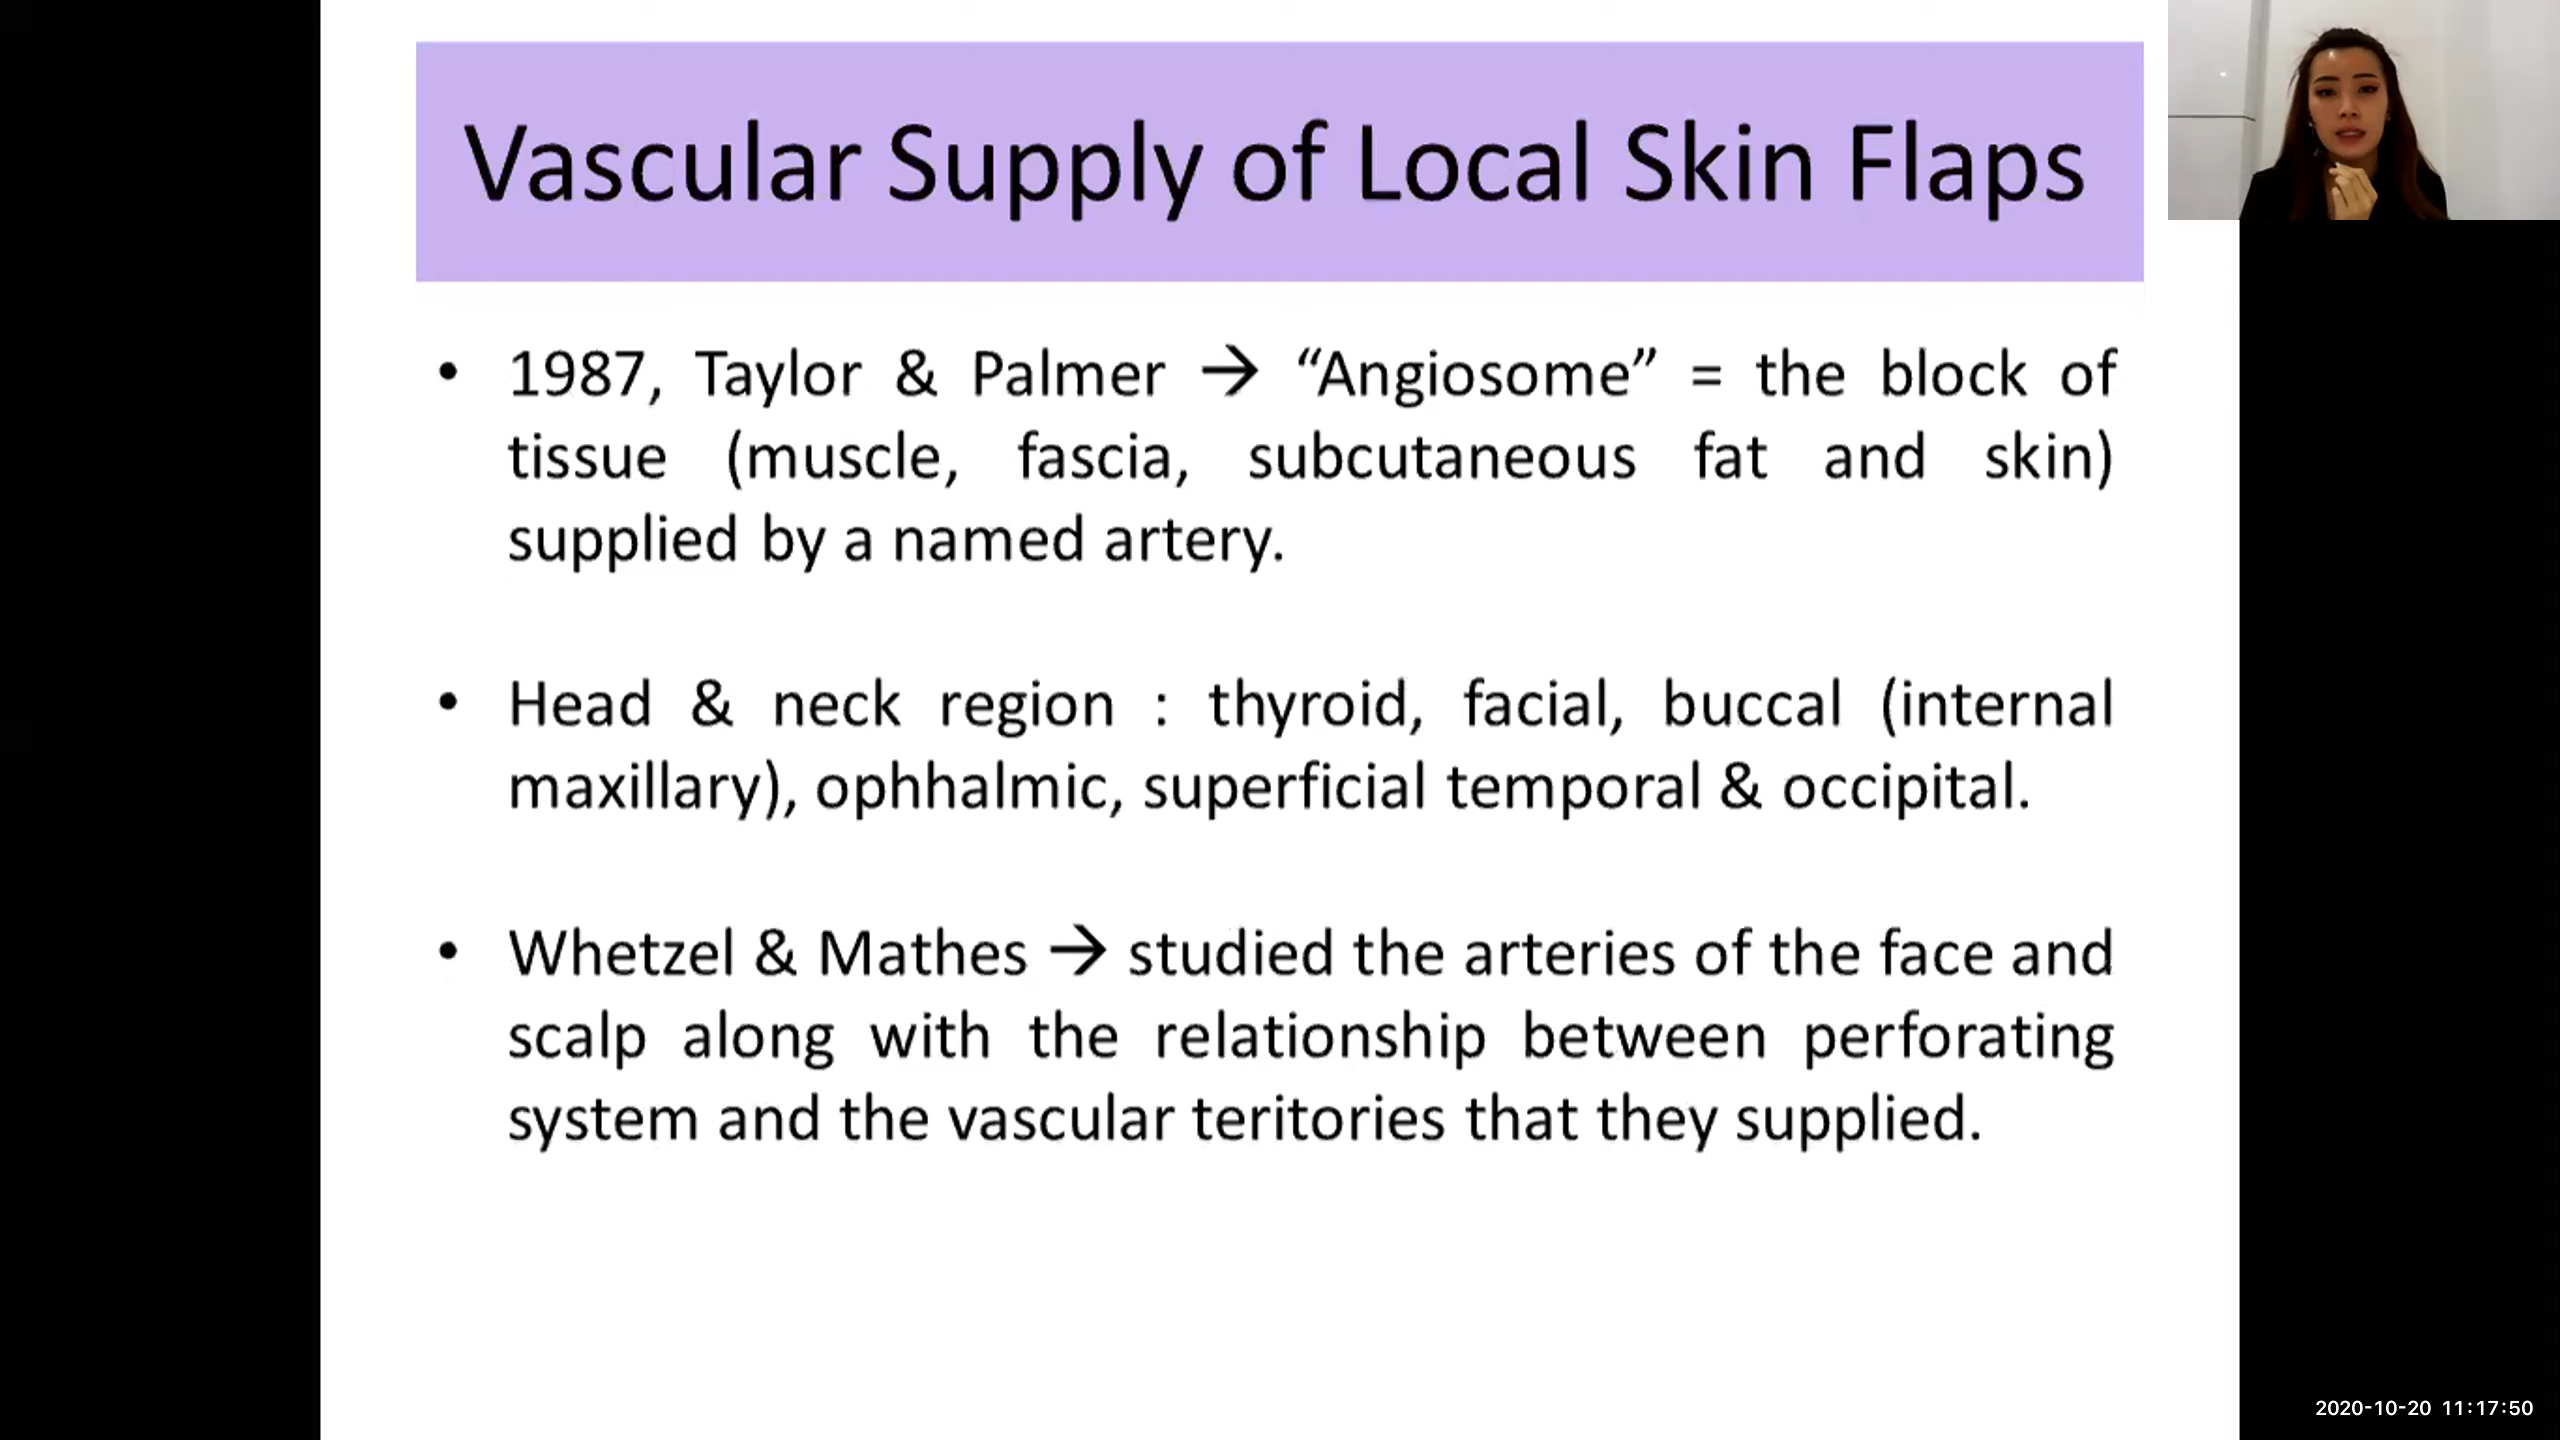 Vascular Supply of Local Skin Flaps
• 1987, Taylor & Palmer → “Angiosome” = the block of
tissue (muscle, fascia, subcutaneous fat and skin)
supplied by a named artery.
• Head & neck region : thyroid, facial, buccal (internal
maxillary), ophhalmic, superficial temporal & occipital.
• Whetzel & Mathes → studied the arteries of the face and
scalp along with the relationship between perforating
system and the vascular teritories that they supplied.
2020-10-20 11:17:50